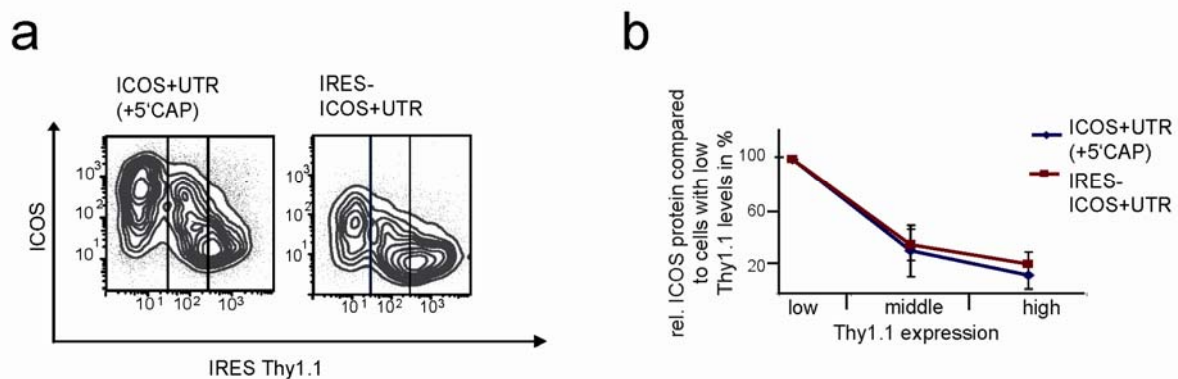 a
b
ICOS+UTR
(+5'CAP)
IRES-
ICOS+UTR
ICOS
10³
10²
10¹
10³
10²
10¹
10¹ 10² 10³
10¹ 10² 10³
IRES Thy1.1
rel. ICOS protein compared
to cells with low
Thy1.1 levels in %
100
60
20
low
middle
high
Thy1.1 expression
ICOS+UTR
(+5'CAP)
IRES-
ICOS+UTR